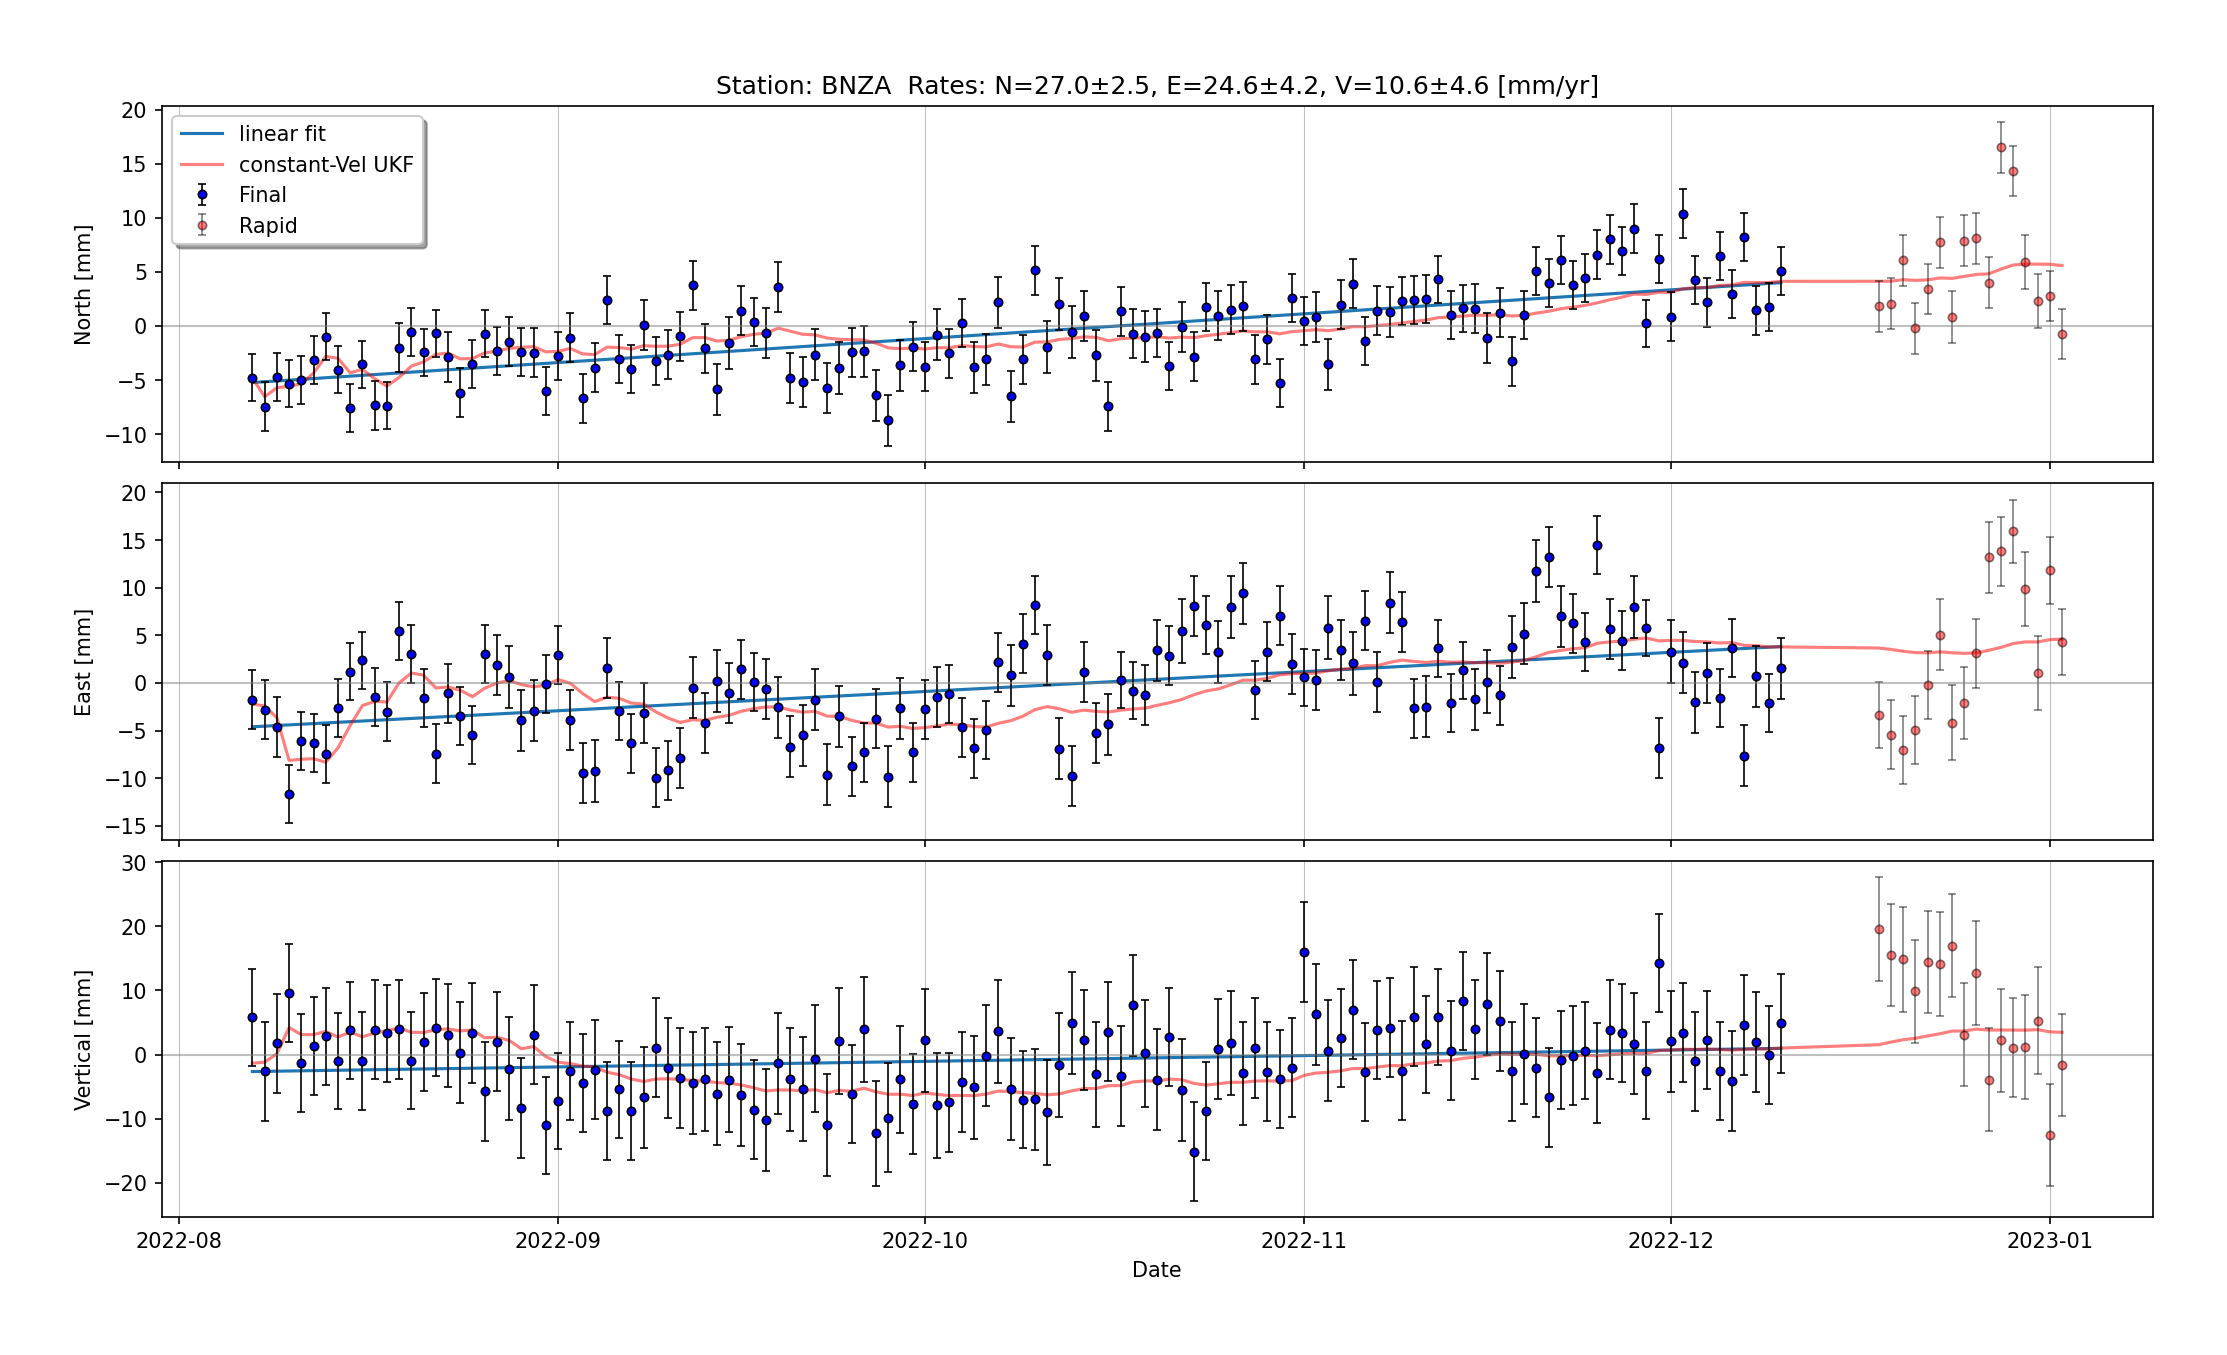 Station: BNZA  Rates: N=27.0±2.5, E=24.6±4.2, V=10.6±4.6 [mm/yr]
20
15
10
5
0
−5
−10
North [mm]
linear fit
constant-Vel UKF
Final
Rapid
20
15
10
5
0
−5
−10
−15
East [mm]
30
20
10
0
−10
−20
Vertical [mm]
2022-08 2022-09 2022-10 2022-11 2022-12 2023-01
Date